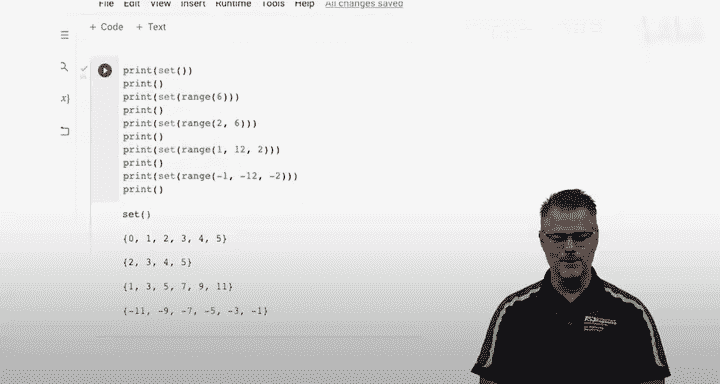 File Edit View Insert Runtime Tools Help All changes saved
+ Code + Text
print(set())
print()
print(set(range(6)))
print()
print(set(range(2, 6)))
print()
print(set(range(1, 12, 2)))
print()
print(set(range(-1, -12, -2)))
print()
set()
{0, 1, 2, 3, 4, 5}
{2, 3, 4, 5}
{1, 3, 5, 7, 9, 11}
{-11, -9, -7, -5, -3, -1}